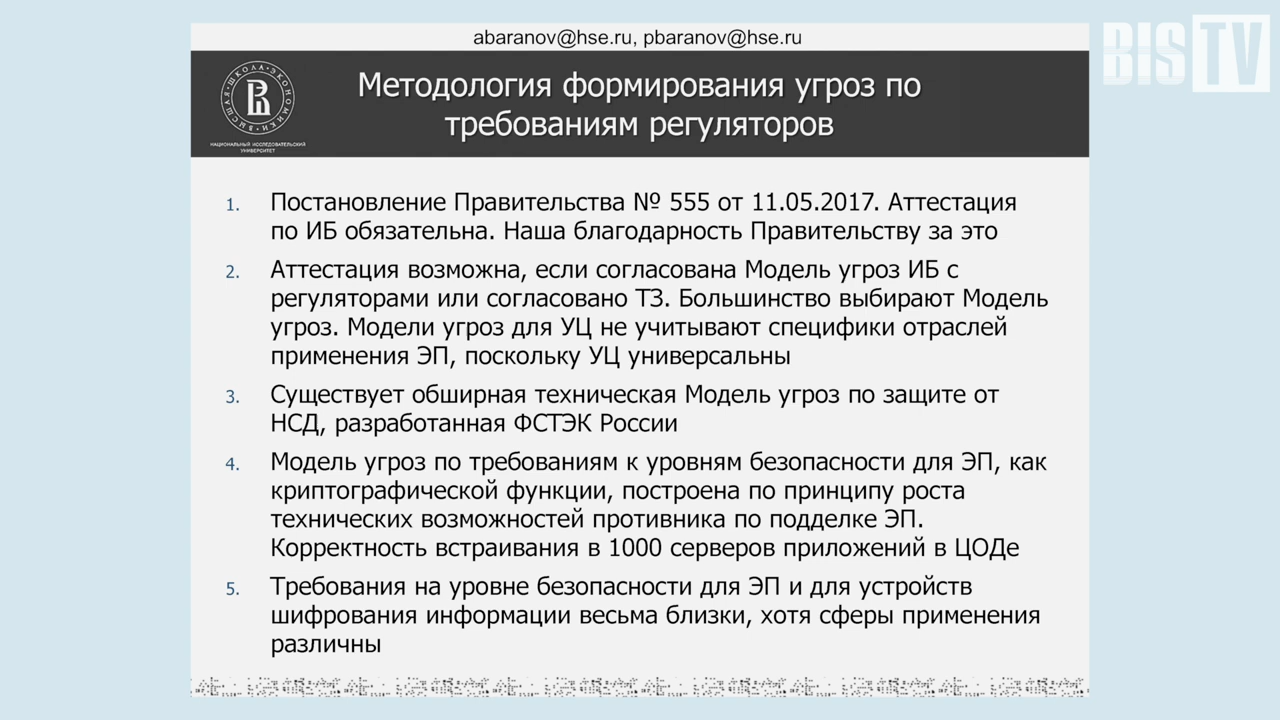 abaranov@hse.ru, pbaranov@hse.ru
BIS TV
ВЫСШАЯ ШКОЛА ЭКОНОМИКИ
НАЦИОНАЛЬНЫЙ ИССЛЕДОВАТЕЛЬСКИЙ
УНИВЕРСИТЕТ
Методология формирования угроз по
требованиям регуляторов
1. Постановление Правительства № 555 от 11.05.2017. Аттестация
по ИБ обязательна. Наша благодарность Правительству за это
2. Аттестация возможна, если согласована Модель угроз ИБ с
регуляторами или согласовано ТЗ. Большинство выбирают Модель
угроз. Модели угроз для УЦ не учитывают специфики отраслей
применения ЭП, поскольку УЦ универсальны
3. Существует обширная техническая Модель угроз по защите от
НСД, разработанная ФСТЭК России
4. Модель угроз по требованиям к уровням безопасности для ЭП, как
криптографической функции, построена по принципу роста
технических возможностей противника по подделке ЭП.
Корректность встраивания в 1000 серверов приложений в ЦОДе
5. Требования на уровне безопасности для ЭП и для устройств
шифрования информации весьма близки, хотя сферы применения
различны